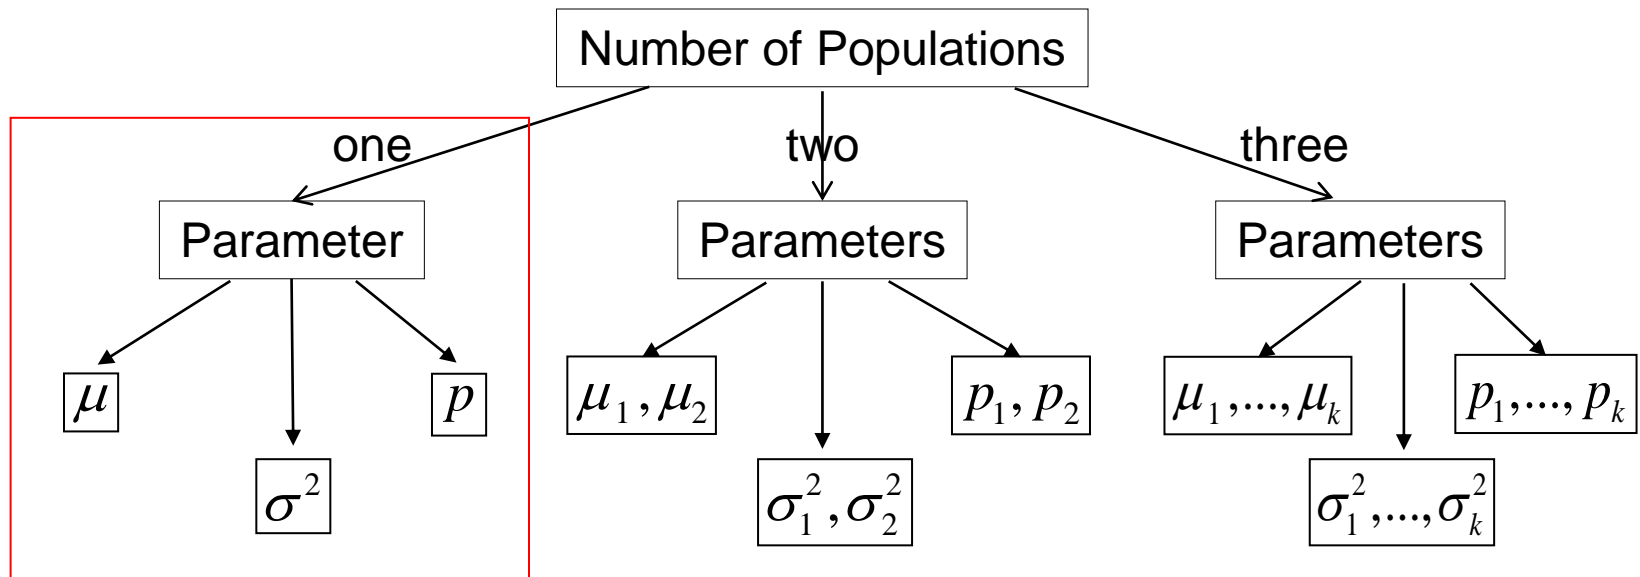 Number of Populations
one two three
Parameter Parameters Parameters
μ p μ₁, μ₂ p₁, p₂ μ₁,..., μₖ p₁,..., pₖ
σ² σ₁², σ₂² σ₁²,..., σₖ²